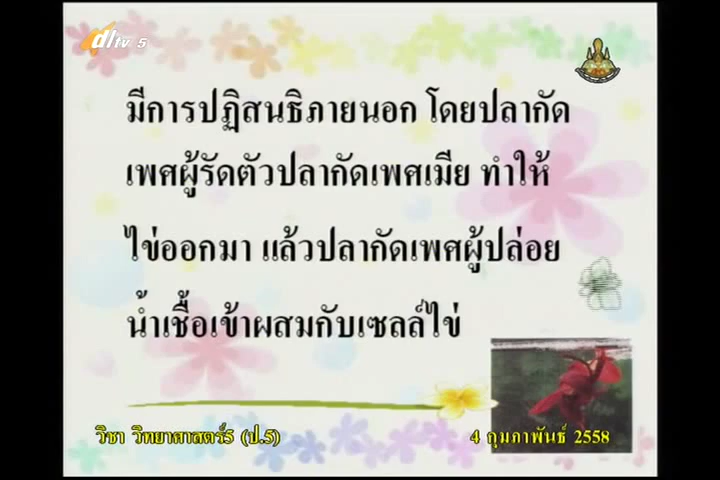 dltv 5
มีการปฏิสนธิภายนอก โดยปลากัด
เพศผู้รัดตัวปลากัดเพศเมีย ทำให้
ไข่ออกมา แล้วปลากัดเพศผู้ปล่อย
น้ำเชื้อเข้าผสมกับเซลล์ไข่
วิชา วิทยาศาสตร์5 (ป.5)
4 กุมภาพันธ์ 2558